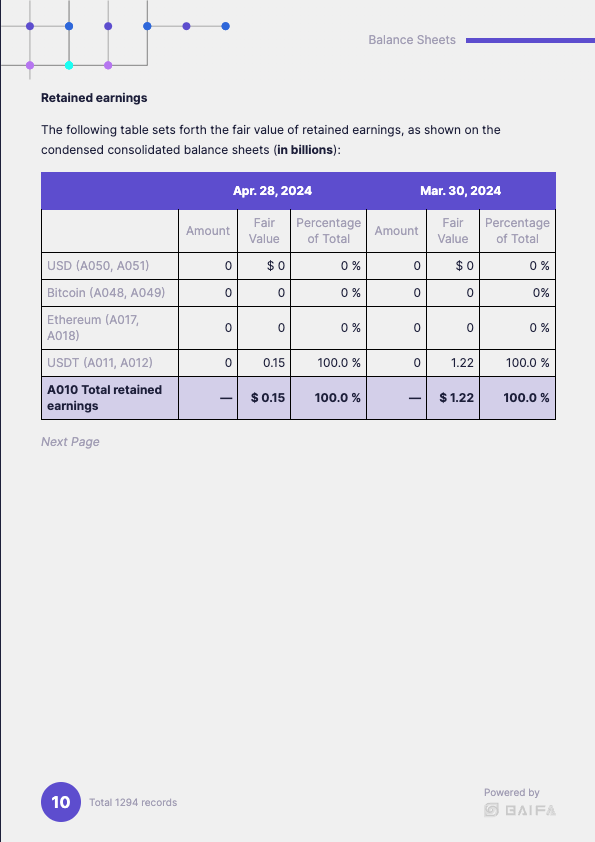 Balance Sheets
Retained earnings
The following table sets forth the fair value of retained earnings, as shown on the
condensed consolidated balance sheets (in billions):
Apr. 28, 2024 Mar. 30, 2024
Amount Fair Value Percentage of Total Amount Fair Value Percentage of Total
USD (A050, A051) 0 $ 0 0 % 0 $ 0 0 %
Bitcoin (A048, A049) 0 0 0 % 0 0 0%
Ethereum (A017, A018) 0 0 0 % 0 0 0 %
USDT (A011, A012) 0 0.15 100.0 % 0 1.22 100.0 %
A010 Total retained earnings — $ 0.15 100.0 % — $ 1.22 100.0 %
Next Page
10 Total 1294 records
Powered by
BAIFA